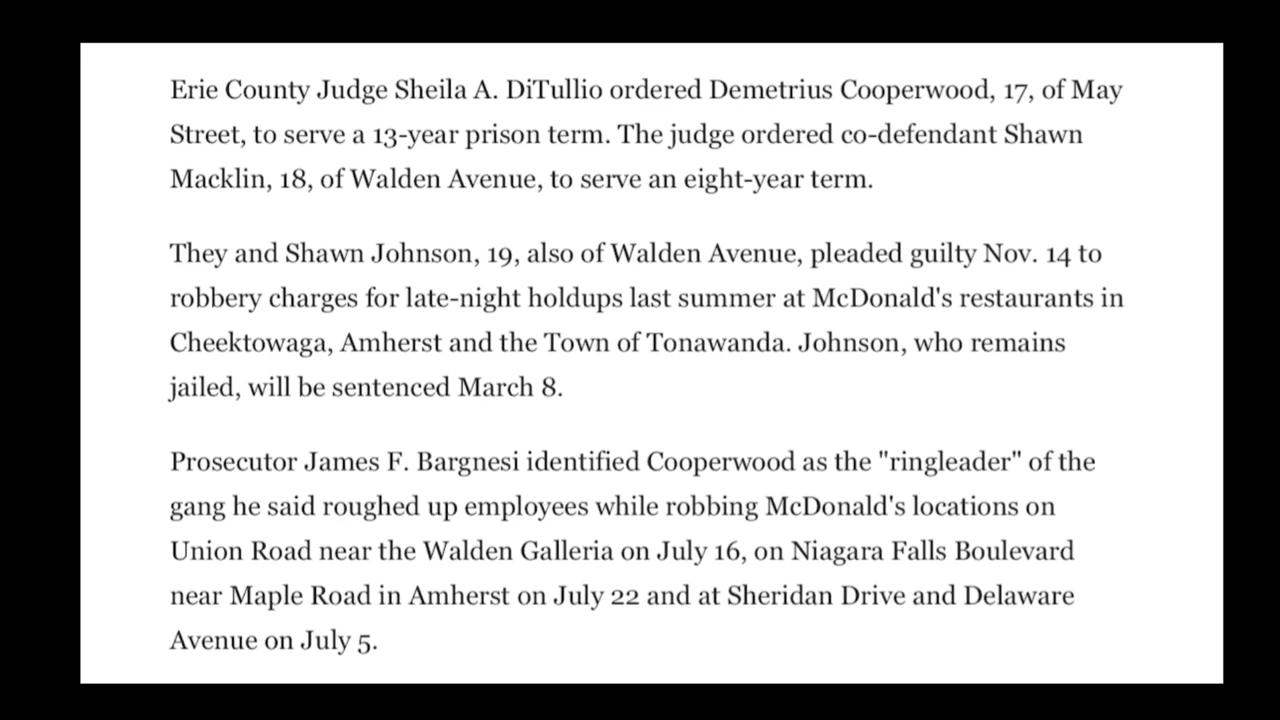 Erie County Judge Sheila A. DiTullio ordered Demetrius Cooperwood, 17, of May
Street, to serve a 13-year prison term. The judge ordered co-defendant Shawn
Macklin, 18, of Walden Avenue, to serve an eight-year term.
They and Shawn Johnson, 19, also of Walden Avenue, pleaded guilty Nov. 14 to
robbery charges for late-night holdups last summer at McDonald's restaurants in
Cheektowaga, Amherst and the Town of Tonawanda. Johnson, who remains
jailed, will be sentenced March 8.
Prosecutor James F. Bargnesi identified Cooperwood as the "ringleader" of the
gang he said roughed up employees while robbing McDonald's locations on
Union Road near the Walden Galleria on July 16, on Niagara Falls Boulevard
near Maple Road in Amherst on July 22 and at Sheridan Drive and Delaware
Avenue on July 5.